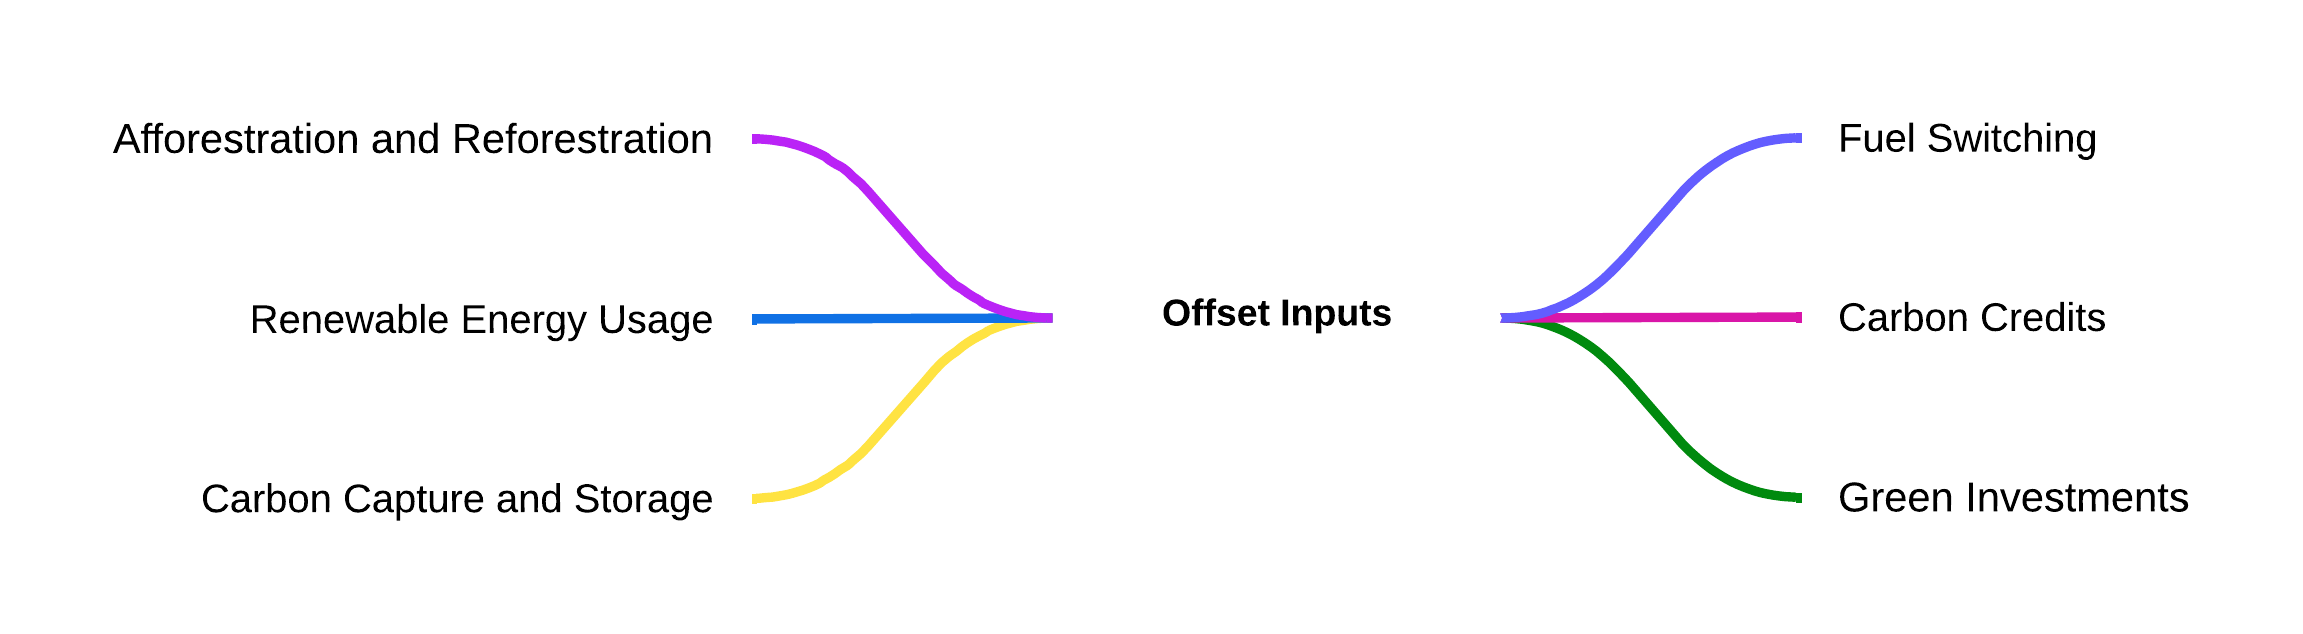 Afforestration and Reforestration
Renewable Energy Usage
Carbon Capture and Storage
Offset Inputs
Fuel Switching
Carbon Credits
Green Investments